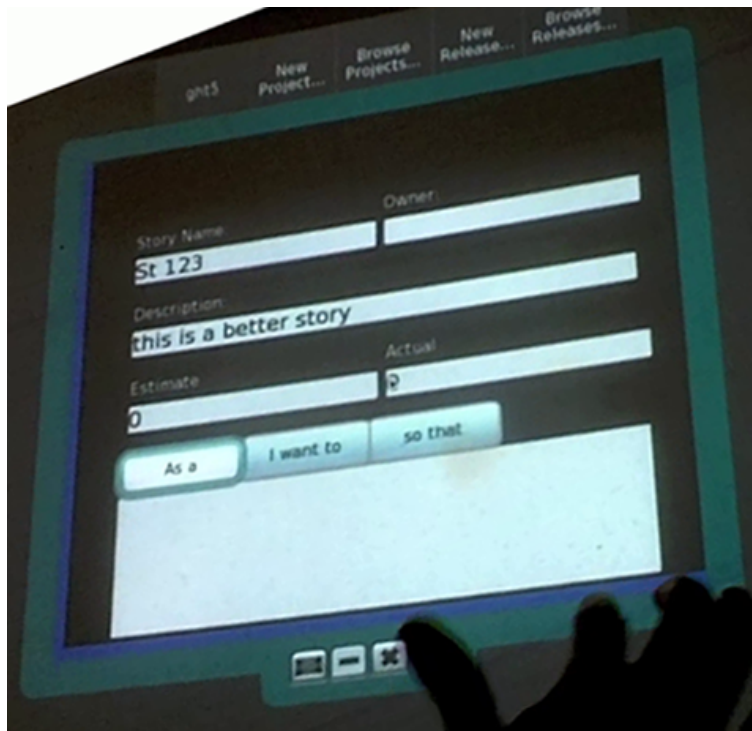 ght5 New Project... Browse Projects... New Release... Browse Releases...
Story Name: Owner:
St 123
Description:
this is a better story
Estimate Actual
0
As a I want to so that